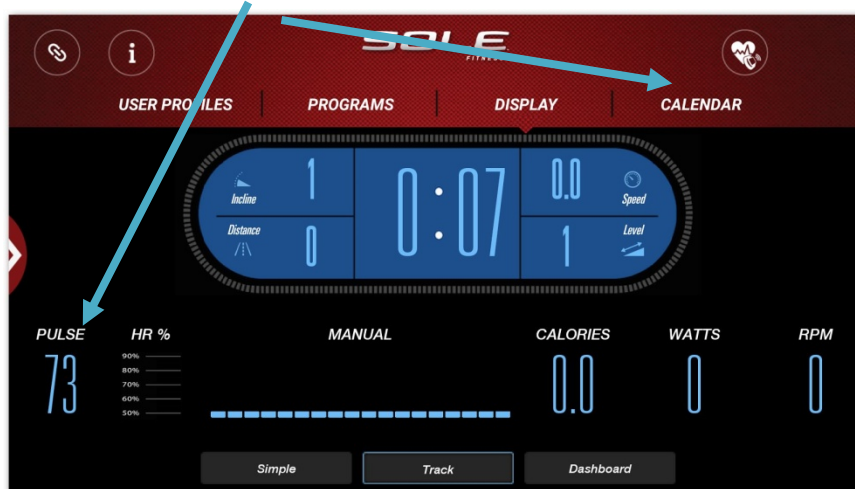 i
SOLE
FITNESS
USER PROFILES PROGRAMS DISPLAY CALENDAR
1 0:07 0.0
Incline Speed
Distance Level
0 1
PULSE HR % MANUAL CALORIES WATTS RPM
73 0.0 0 0
90%
80%
70%
60%
50%
Simple Track Dashboard